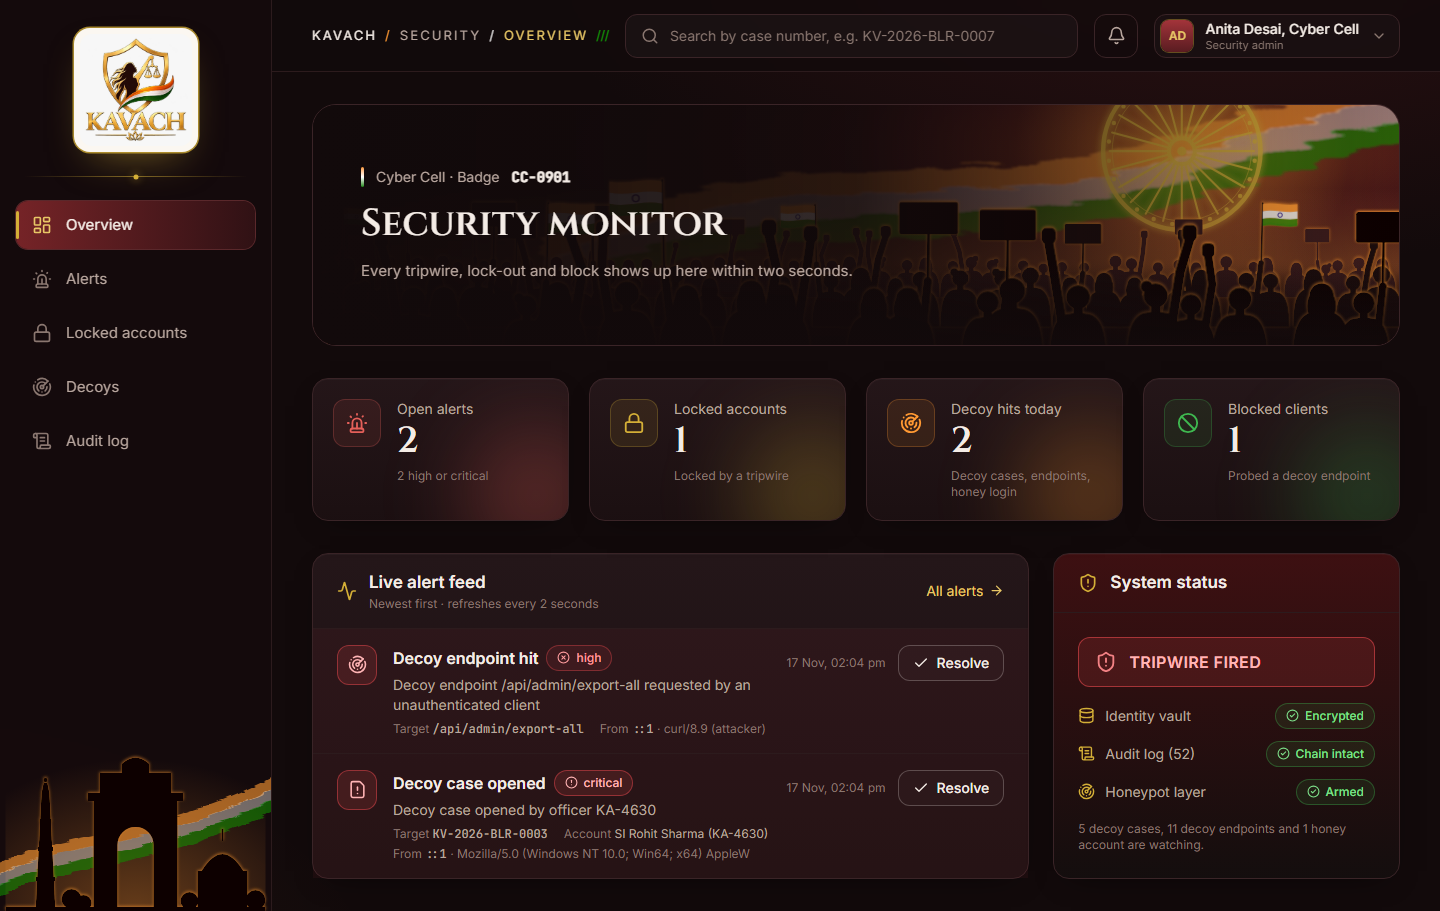 KAVACH
Overview
Alerts
Locked accounts
Decoys
Audit log
KAVACH / SECURITY / OVERVIEW ///
Search by case number, e.g. KV-2026-BLR-0007
AD
Anita Desai, Cyber Cell
Security admin
Cyber Cell · Badge CC-0901
SECURITY MONITOR
Every tripwire, lock-out and block shows up here within two seconds.
Open alerts
2
2 high or critical
Locked accounts
1
Locked by a tripwire
Decoy hits today
2
Decoy cases, endpoints,
honey login
Blocked clients
1
Probed a decoy endpoint
Live alert feed
Newest first · refreshes every 2 seconds
All alerts →
Decoy endpoint hit high
17 Nov, 02:04 pm
Resolve
Decoy endpoint /api/admin/export-all requested by an
unauthenticated client
Target /api/admin/export-all From ::1 · curl/8.9 (attacker)
Decoy case opened critical
17 Nov, 02:04 pm
Resolve
Decoy case opened by officer KA-4630
Target KV-2026-BLR-0003 Account SI Rohit Sharma (KA-4630)
From ::1 · Mozilla/5.0 (Windows NT 10.0; Win64; x64) AppleW
System status
TRIPWIRE FIRED
Identity vault Encrypted
Audit log (52) Chain intact
Honeypot layer Armed
5 decoy cases, 11 decoy endpoints and 1 honey
account are watching.